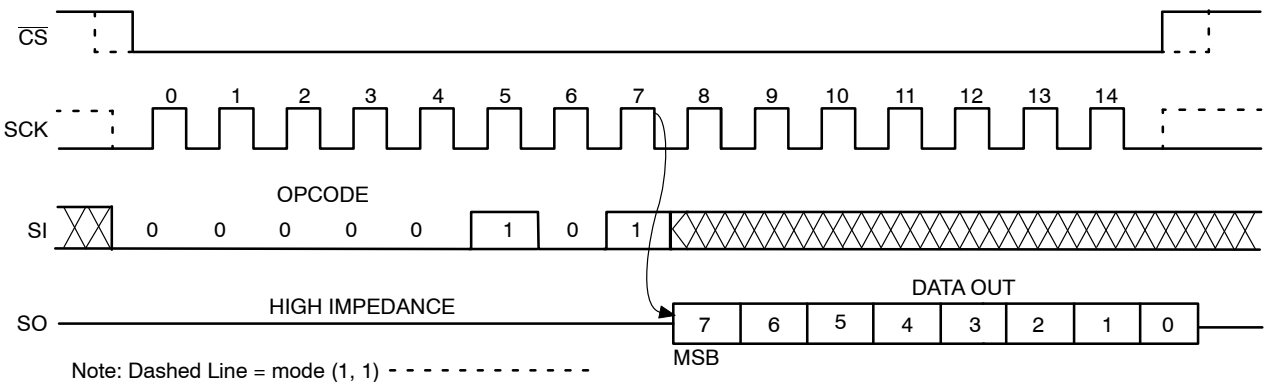 CS
0 1 2 3 4 5 6 7 8 9 10 11 12 13 14
SCK
OPCODE
SI 0 0 0 0 0 1 0 1
DATA OUT
HIGH IMPEDANCE
SO 7 6 5 4 3 2 1 0
MSB
Note: Dashed Line = mode (1, 1)